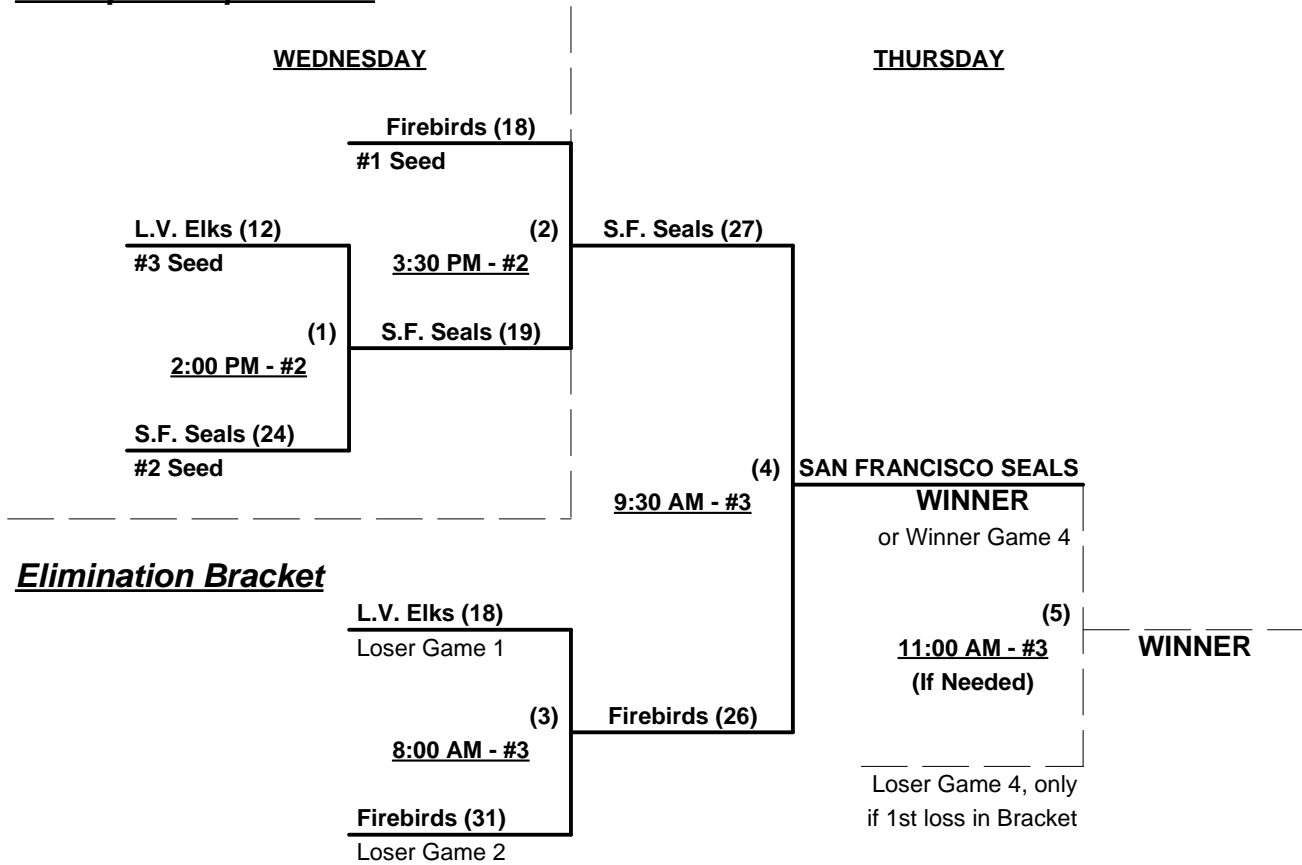 WEDNESDAY
THURSDAY
Firebirds (18)
#1 Seed
L.V. Elks (12)
#3 Seed
(2)
3:30 PM - #2
S.F. Seals (27)
(1)
2:00 PM - #2
S.F. Seals (19)
S.F. Seals (24)
#2 Seed
(4)
9:30 AM - #3
SAN FRANCISCO SEALS
WINNER
or Winner Game 4
Elimination Bracket
L.V. Elks (18)
Loser Game 1
(5)
11:00 AM - #3
(If Needed)
WINNER
(3)
8:00 AM - #3
Firebirds (26)
Firebirds (31)
Loser Game 2
Loser Game 4, only
if 1st loss in Bracket